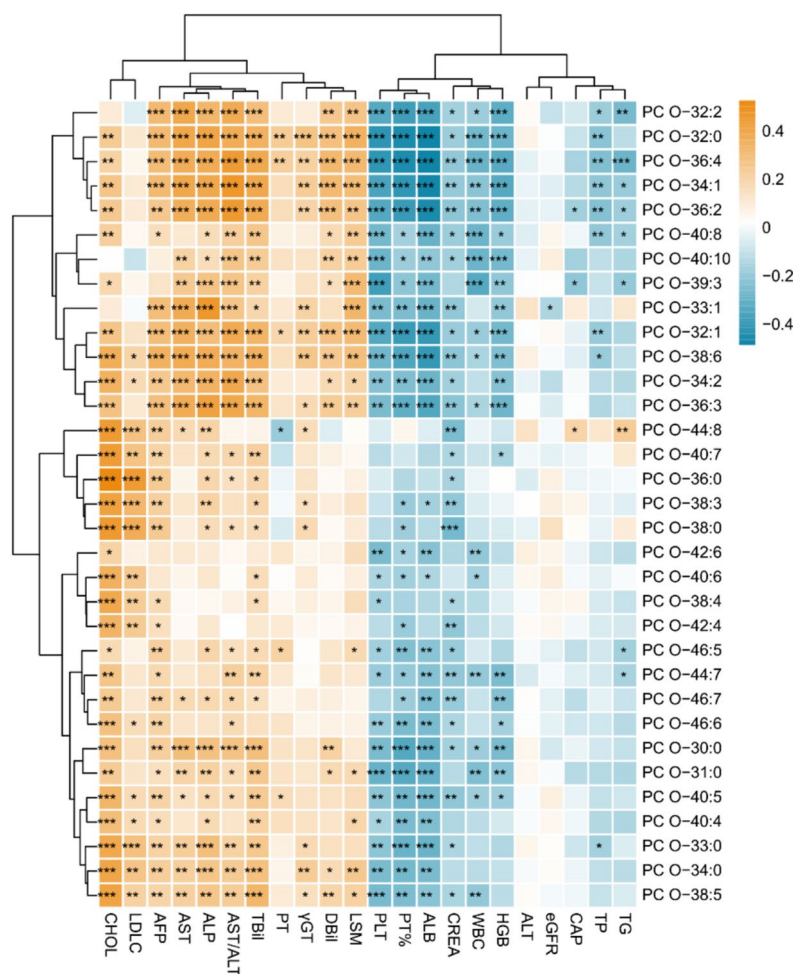 PC O−32:2
PC O−32:0
PC O−36:4
PC O−34:1
PC O−36:2
PC O−40:8
PC O−40:10
PC O−39:3
PC O−33:1
PC O−32:1
PC O−38:6
PC O−34:2
PC O−36:3
PC O−44:8
PC O−40:7
PC O−36:0
PC O−38:3
PC O−38:0
PC O−42:6
PC O−40:6
PC O−38:4
PC O−42:4
PC O−46:5
PC O−44:7
PC O−46:7
PC O−46:6
PC O−30:0
PC O−31:0
PC O−40:5
PC O−40:4
PC O−33:0
PC O−34:0
PC O−38:5
0.4
0.2
0
−0.2
−0.4
CHOL
LDLC
AFP
AST
ALP
AST/ALT
TBil
PT
γGT
DBil
LSM
PLT
PT%
ALB
CREA
WBC
HGB
ALT
eGFR
CAP
TP
TG